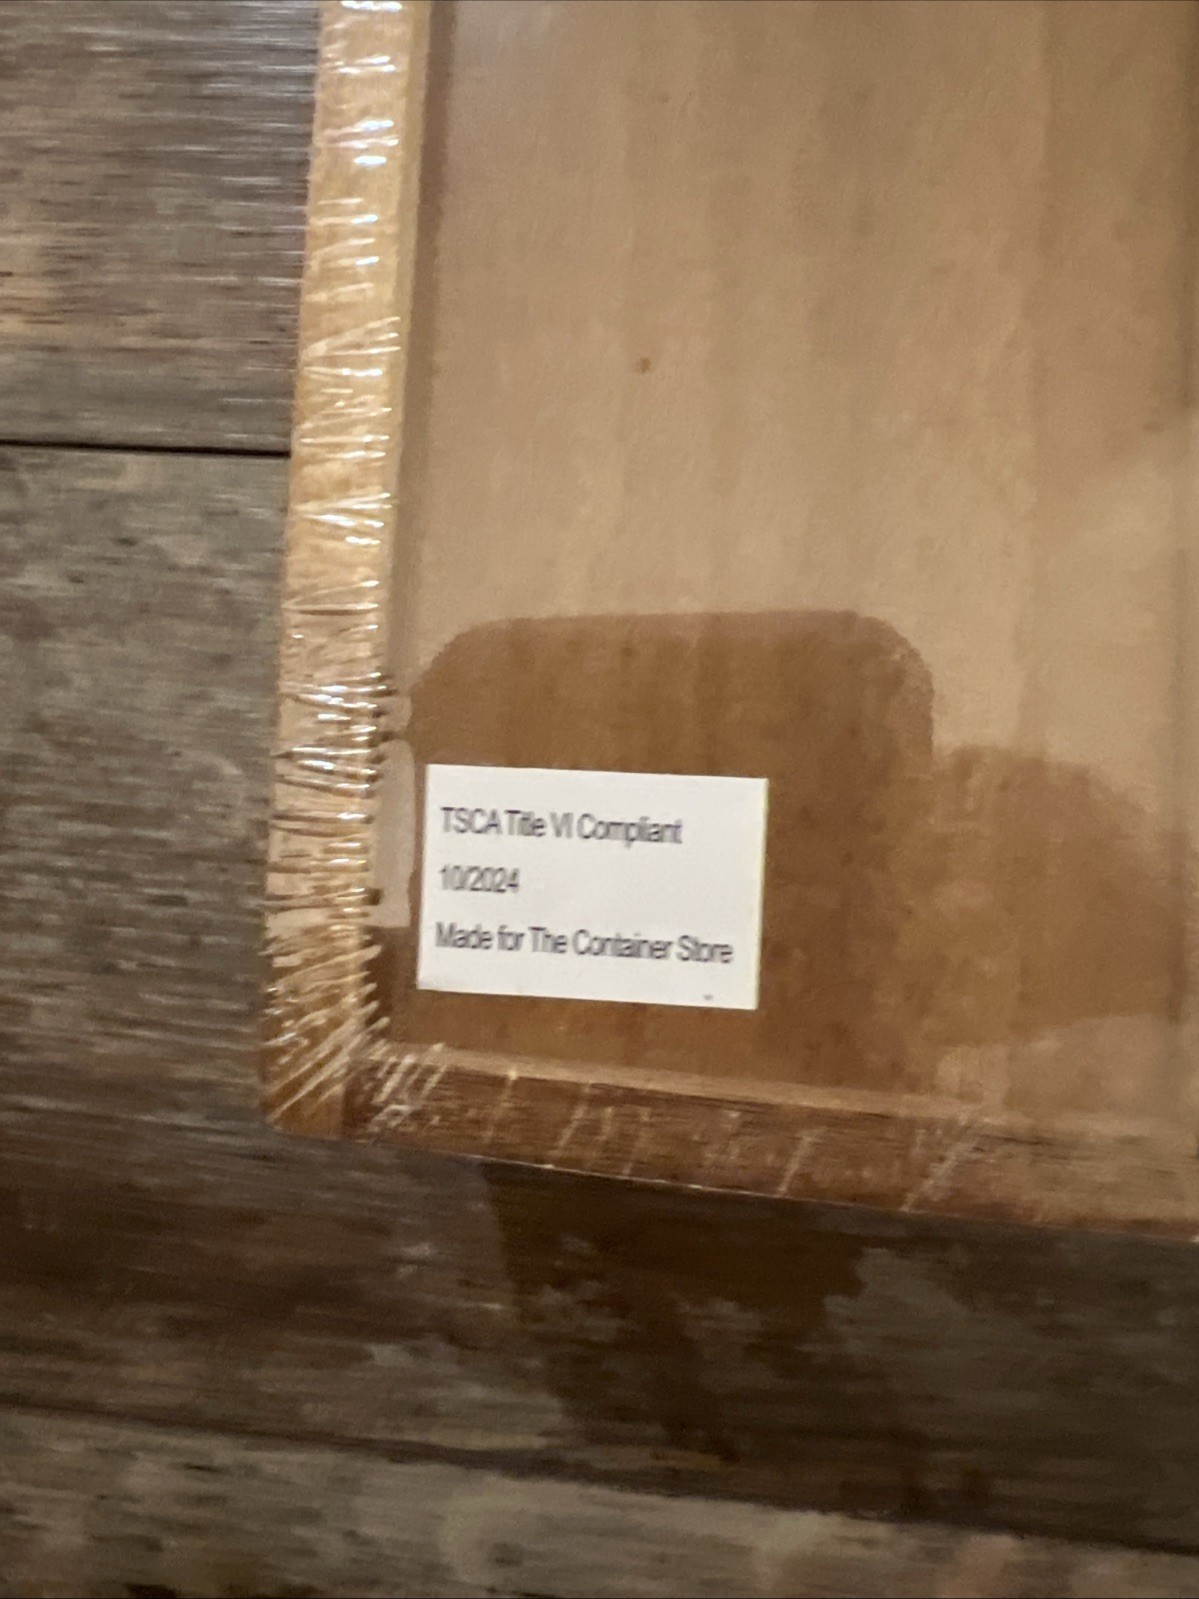 TSCA Title VI Compliant
10/2024
Made for The Container Store